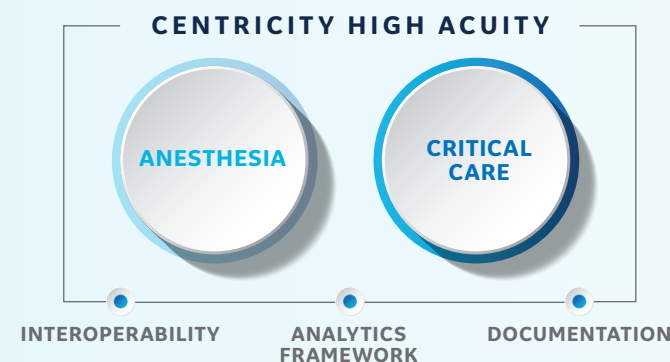 CENTRICITY HIGH ACUITY
ANESTHESIA
CRITICAL
CARE
INTEROPERABILITY
ANALYTICS
FRAMEWORK
DOCUMENTATION